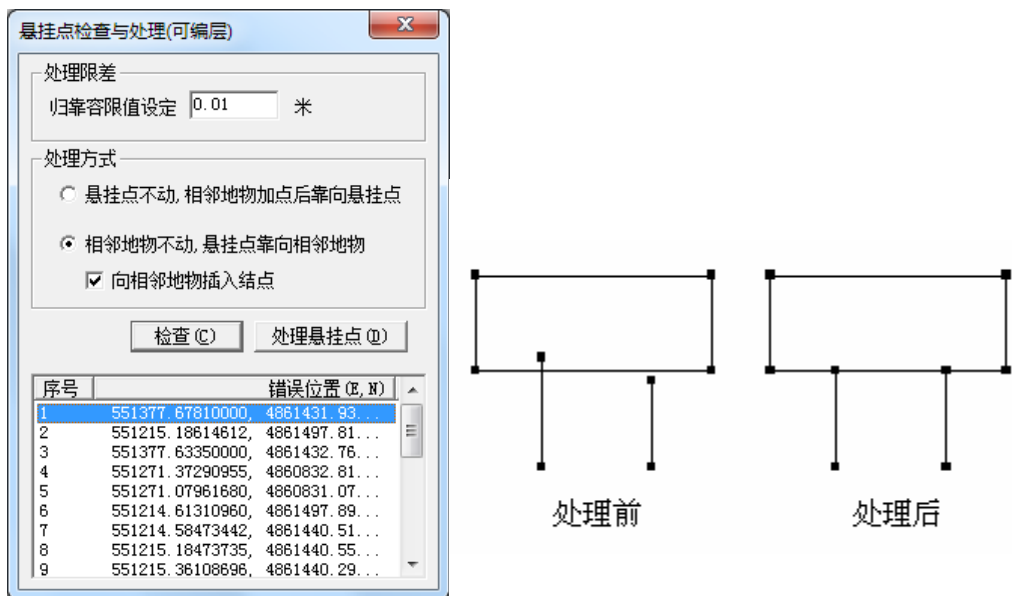 悬挂点检查与处理(可编层)
处理限差
归靠容限值设定 0.01 米
处理方式
悬挂点不动,相邻地物加点后靠向悬挂点
相邻地物不动,悬挂点靠向相邻地物
向相邻地物插入结点
检查(C) 处理悬挂点(D)
序号 错误位置(E,N)
1 551377.67810000, 4861431.93...
2 551215.18614612, 4861497.81...
3 551377.63350000, 4861432.76...
4 551271.37290955, 4860832.81...
5 551271.07961680, 4860831.07...
6 551214.61310960, 4861497.89...
7 551214.58473442, 4861440.51...
8 551215.18473735, 4861440.55...
9 551215.36108696, 4861440.29...
处理前 处理后